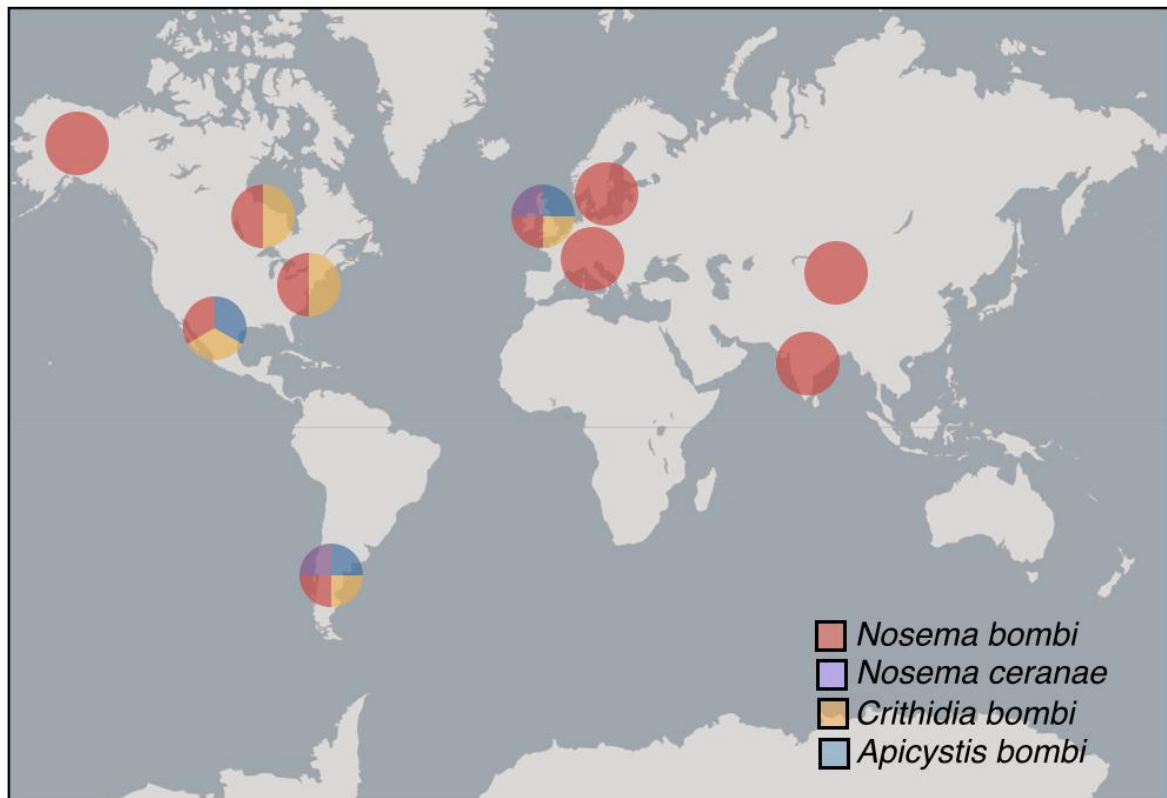 Nosema bombi
Nosema ceranae
Crithidia bombi
Apicystis bombi